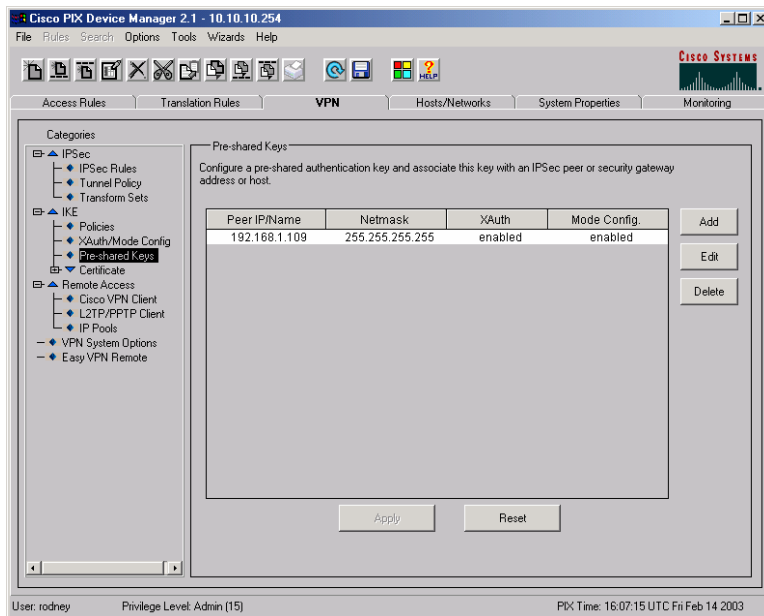 Cisco PIX Device Manager 2.1 - 10.10.10.254
File Rules Search Options Tools Wizards Help
HELP
CISCO SYSTEMS
Access Rules Translation Rules VPN Hosts/Networks System Properties Monitoring
Categories
IPSec
IPSec Rules
Tunnel Policy
Transform Sets
IKE
Policies
XAuth/Mode Config
Pre-shared Keys
Certificate
Remote Access
Cisco VPN Client
L2TP/PPTP Client
IP Pools
VPN System Options
Easy VPN Remote
Pre-shared Keys
Configure a pre-shared authentication key and associate this key with an IPSec peer or security gateway
address or host.
Peer IP/Name Netmask XAuth Mode Config.
192.168.1.109 255.255.255.255 enabled enabled
Add
Edit
Delete
Apply Reset
User: rodney Privilege Level: Admin (15) PIX Time: 16:07:15 UTC Fri Feb 14 2003